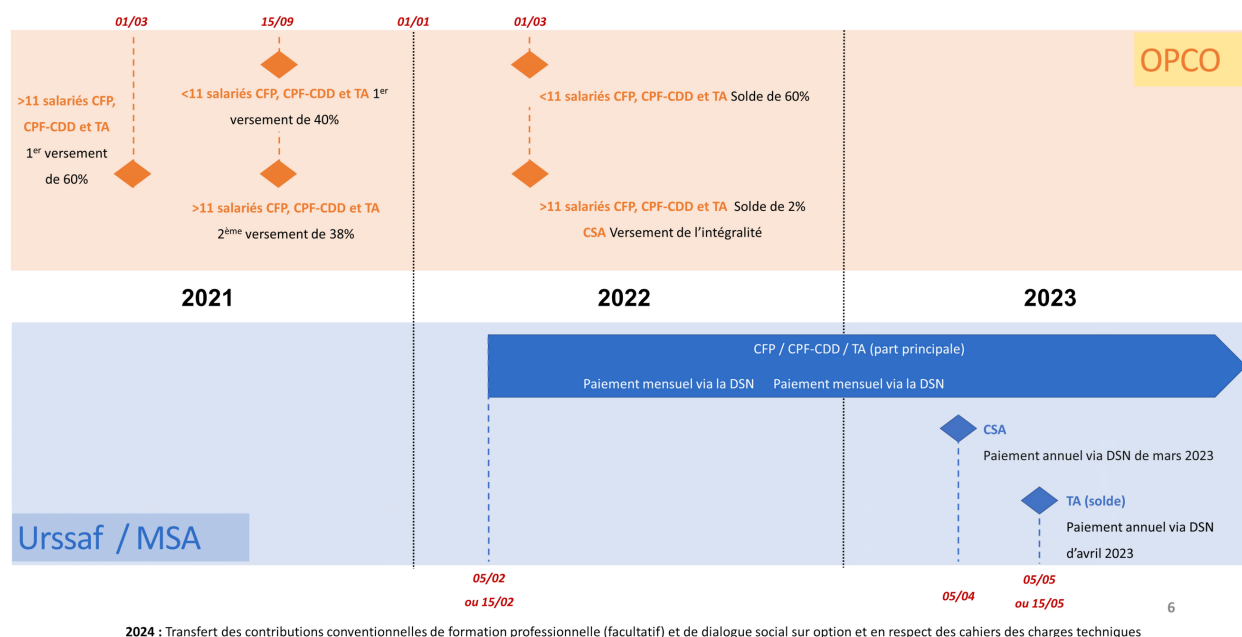 01/03
15/09
01/01
01/03
OPCO
>11 salariés CFP,
CPF-CDD et TA
1er versement
de 60%
<11 salariés CFP, CPF-CDD et TA 1er
versement de 40%
>11 salariés CFP, CPF-CDD et TA
2ème versement de 38%
<11 salariés CFP, CPF-CDD et TA Solde de 60%
>11 salariés CFP, CPF-CDD et TA Solde de 2%
CSA Versement de l'intégralité
2021
2022
2023
CFP / CPF-CDD / TA (part principale)
Paiement mensuel via la DSN Paiement mensuel via la DSN
CSA
Paiement annuel via DSN de mars 2023
TA (solde)
Paiement annuel via DSN
d'avril 2023
Urssaf / MSA
05/02
ou 15/02
05/04
05/05
ou 15/05
6
2024 : Transfert des contributions conventionnelles de formation professionnelle (facultatif) et de dialogue social sur option et en respect des cahiers des charges techniques